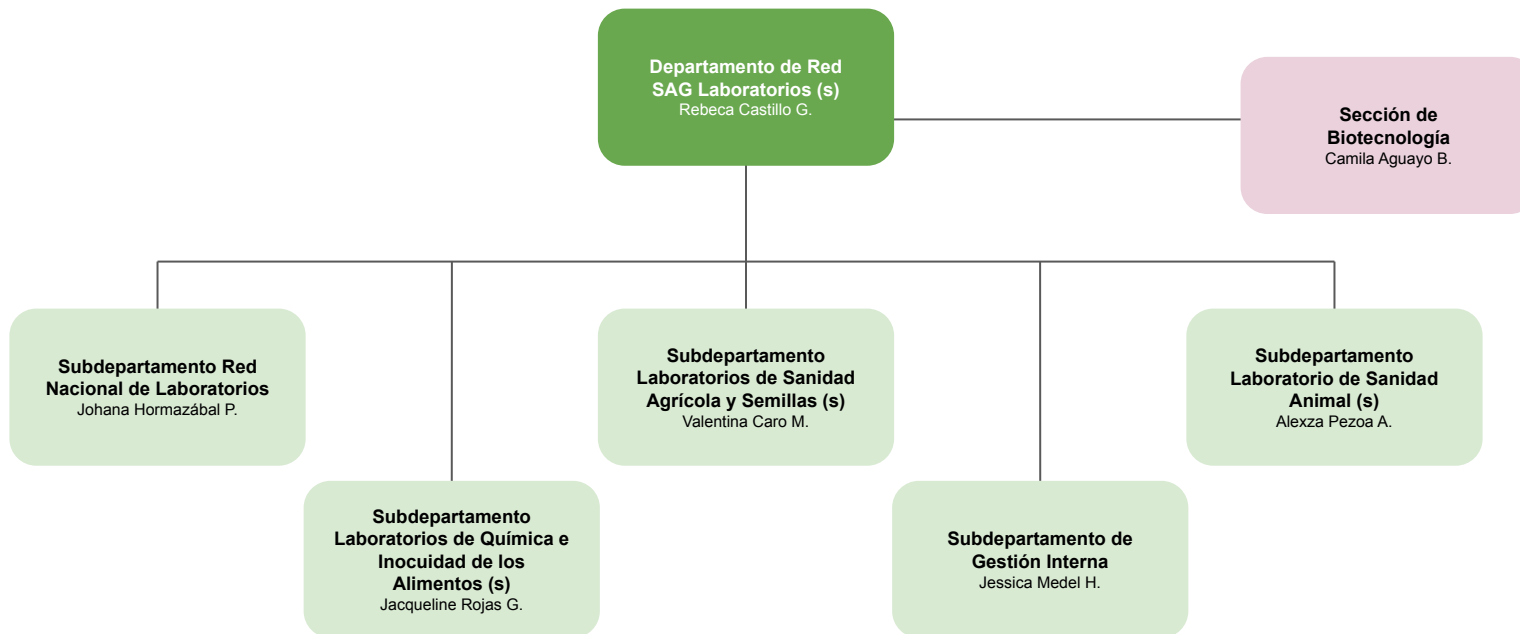 Departamento de Red
SAG Laboratorios (s)
Rebeca Castillo G.
Sección de
Biotecnología
Camila Aguayo B.
Subdepartamento Red
Nacional de Laboratorios
Johana Hormazábal P.
Subdepartamento
Laboratorios de Química e
Inocuidad de los
Alimentos (s)
Jacqueline Rojas G.
Subdepartamento
Laboratorios de Sanidad
Agrícola y Semillas (s)
Valentina Caro M.
Subdepartamento de
Gestión Interna
Jessica Medel H.
Subdepartamento
Laboratorio de Sanidad
Animal (s)
Alexza Pezoa A.